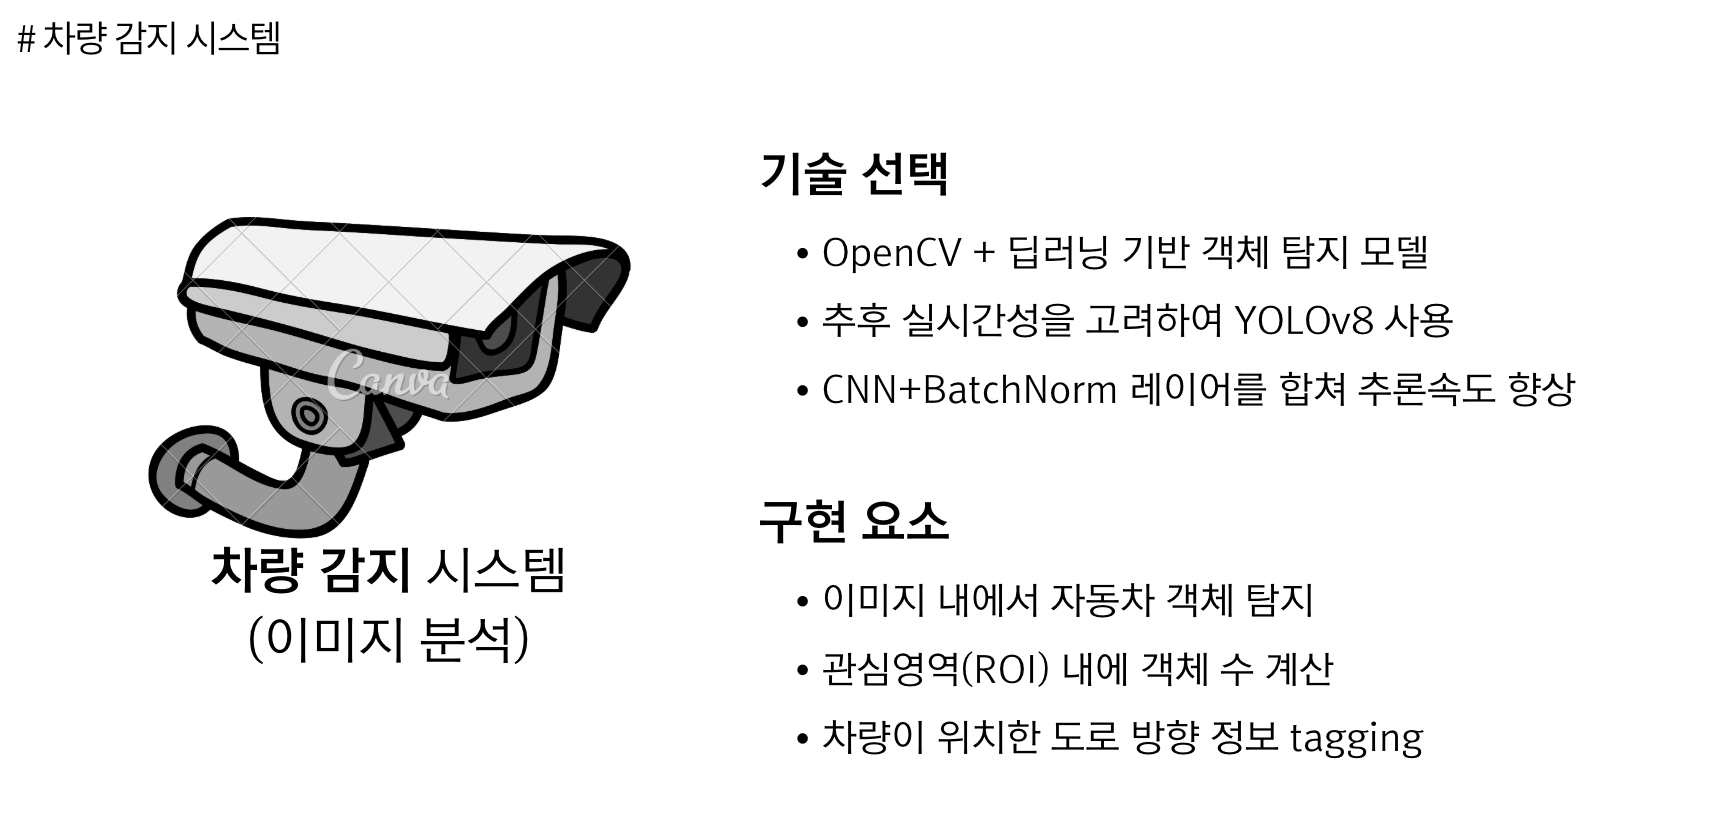 # 차량 감지 시스템
Canva
차량 감지 시스템
(이미지 분석)
기술 선택
• OpenCV + 딥러닝 기반 객체 탐지 모델
• 추후 실시간성을 고려하여 YOLOv8 사용
• CNN+BatchNorm 레이어를 합쳐 추론속도 향상
구현 요소
• 이미지 내에서 자동차 객체 탐지
• 관심영역(ROI) 내에 객체 수 계산
• 차량이 위치한 도로 방향 정보 tagging